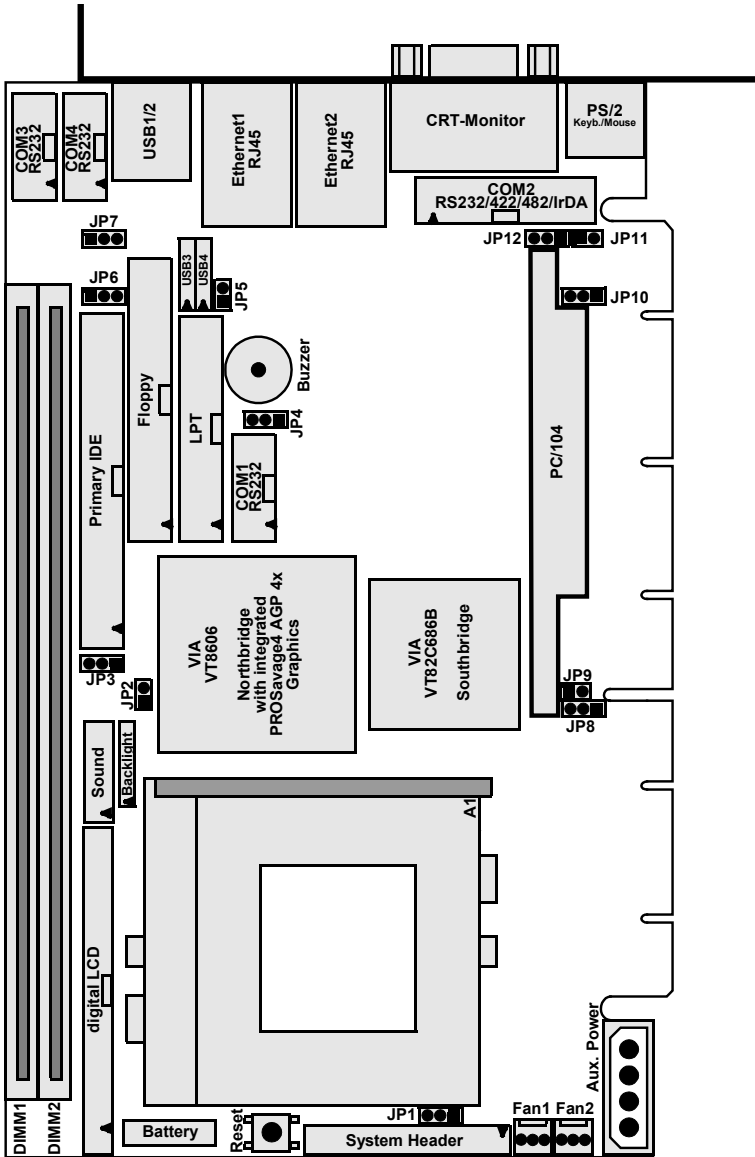 COM3
RS232
COM4
RS232
USB1/2
Ethernet1
RJ45
Ethernet2
RJ45
CRT-Monitor
PS/2
Keyb./Mouse
COM2
RS232/422/482/IrDA
JP7
JP12
JP11
JP6
USB3
USB4
JP5
JP10
Buzzer
JP4
Primary IDE
Floppy
LPT
COM1
RS232
PC/104
VIA
VT8606
Northbridge
with integrated
PROSavage4 AGP 4x
Graphics
VIA
VT82C686B
Southbridge
JP3
JP2
JP9
JP8
Sound
Backlight
A1
digital LCD
Aux. Power
DIMM1
DIMM2
Battery
Reset
JP1
System Header
Fan1
Fan2